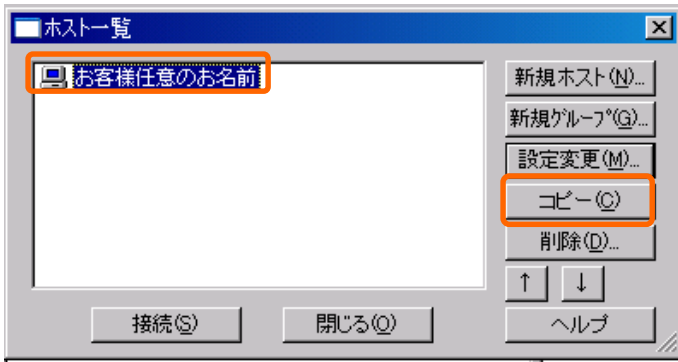 ホスト一覧
お客様任意のお名前
新規ホスト(N)...
新規ｸﾞﾙｰﾌﾟ(G)...
設定変更(M)...
コピー(C)
削除(D)...
↑ ↓
接続(S) 閉じる(O) ヘルプ